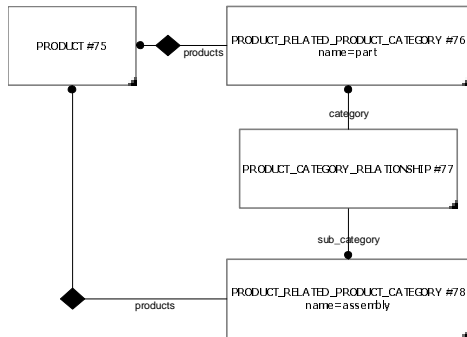 PRODUCT #75
products
PRODUCT_RELATED_PRODUCT_CATEGORY #76
name=part
category
PRODUCT_CATEGORY_RELATIONSHIP #77
sub_category
PRODUCT_RELATED_PRODUCT_CATEGORY #78
name=assembly
products